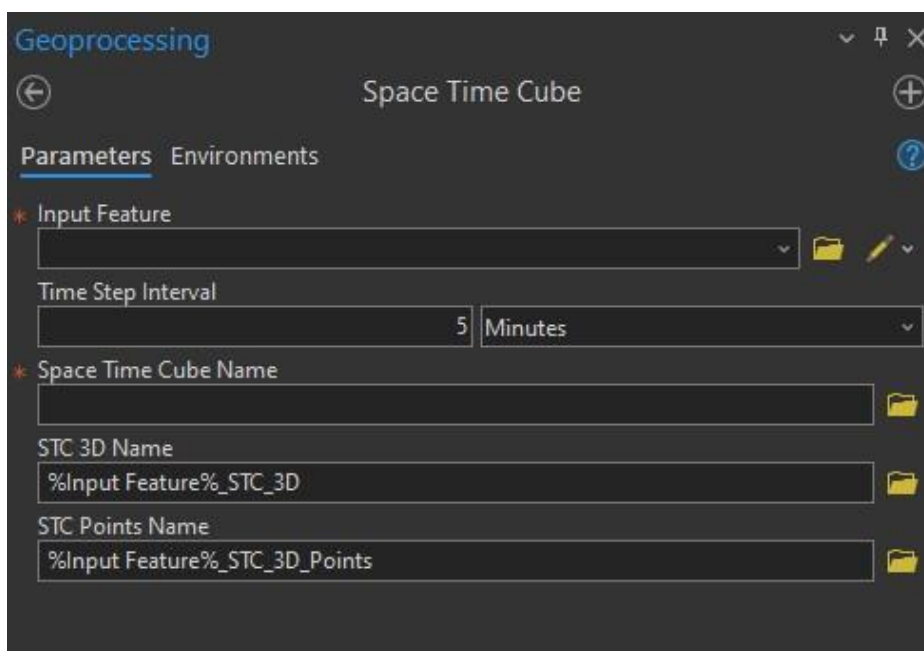 Geoprocessing
Space Time Cube
Parameters Environments
* Input Feature
Time Step Interval
5 Minutes
* Space Time Cube Name
STC 3D Name
%Input Feature%_STC_3D
STC Points Name
%Input Feature%_STC_3D_Points